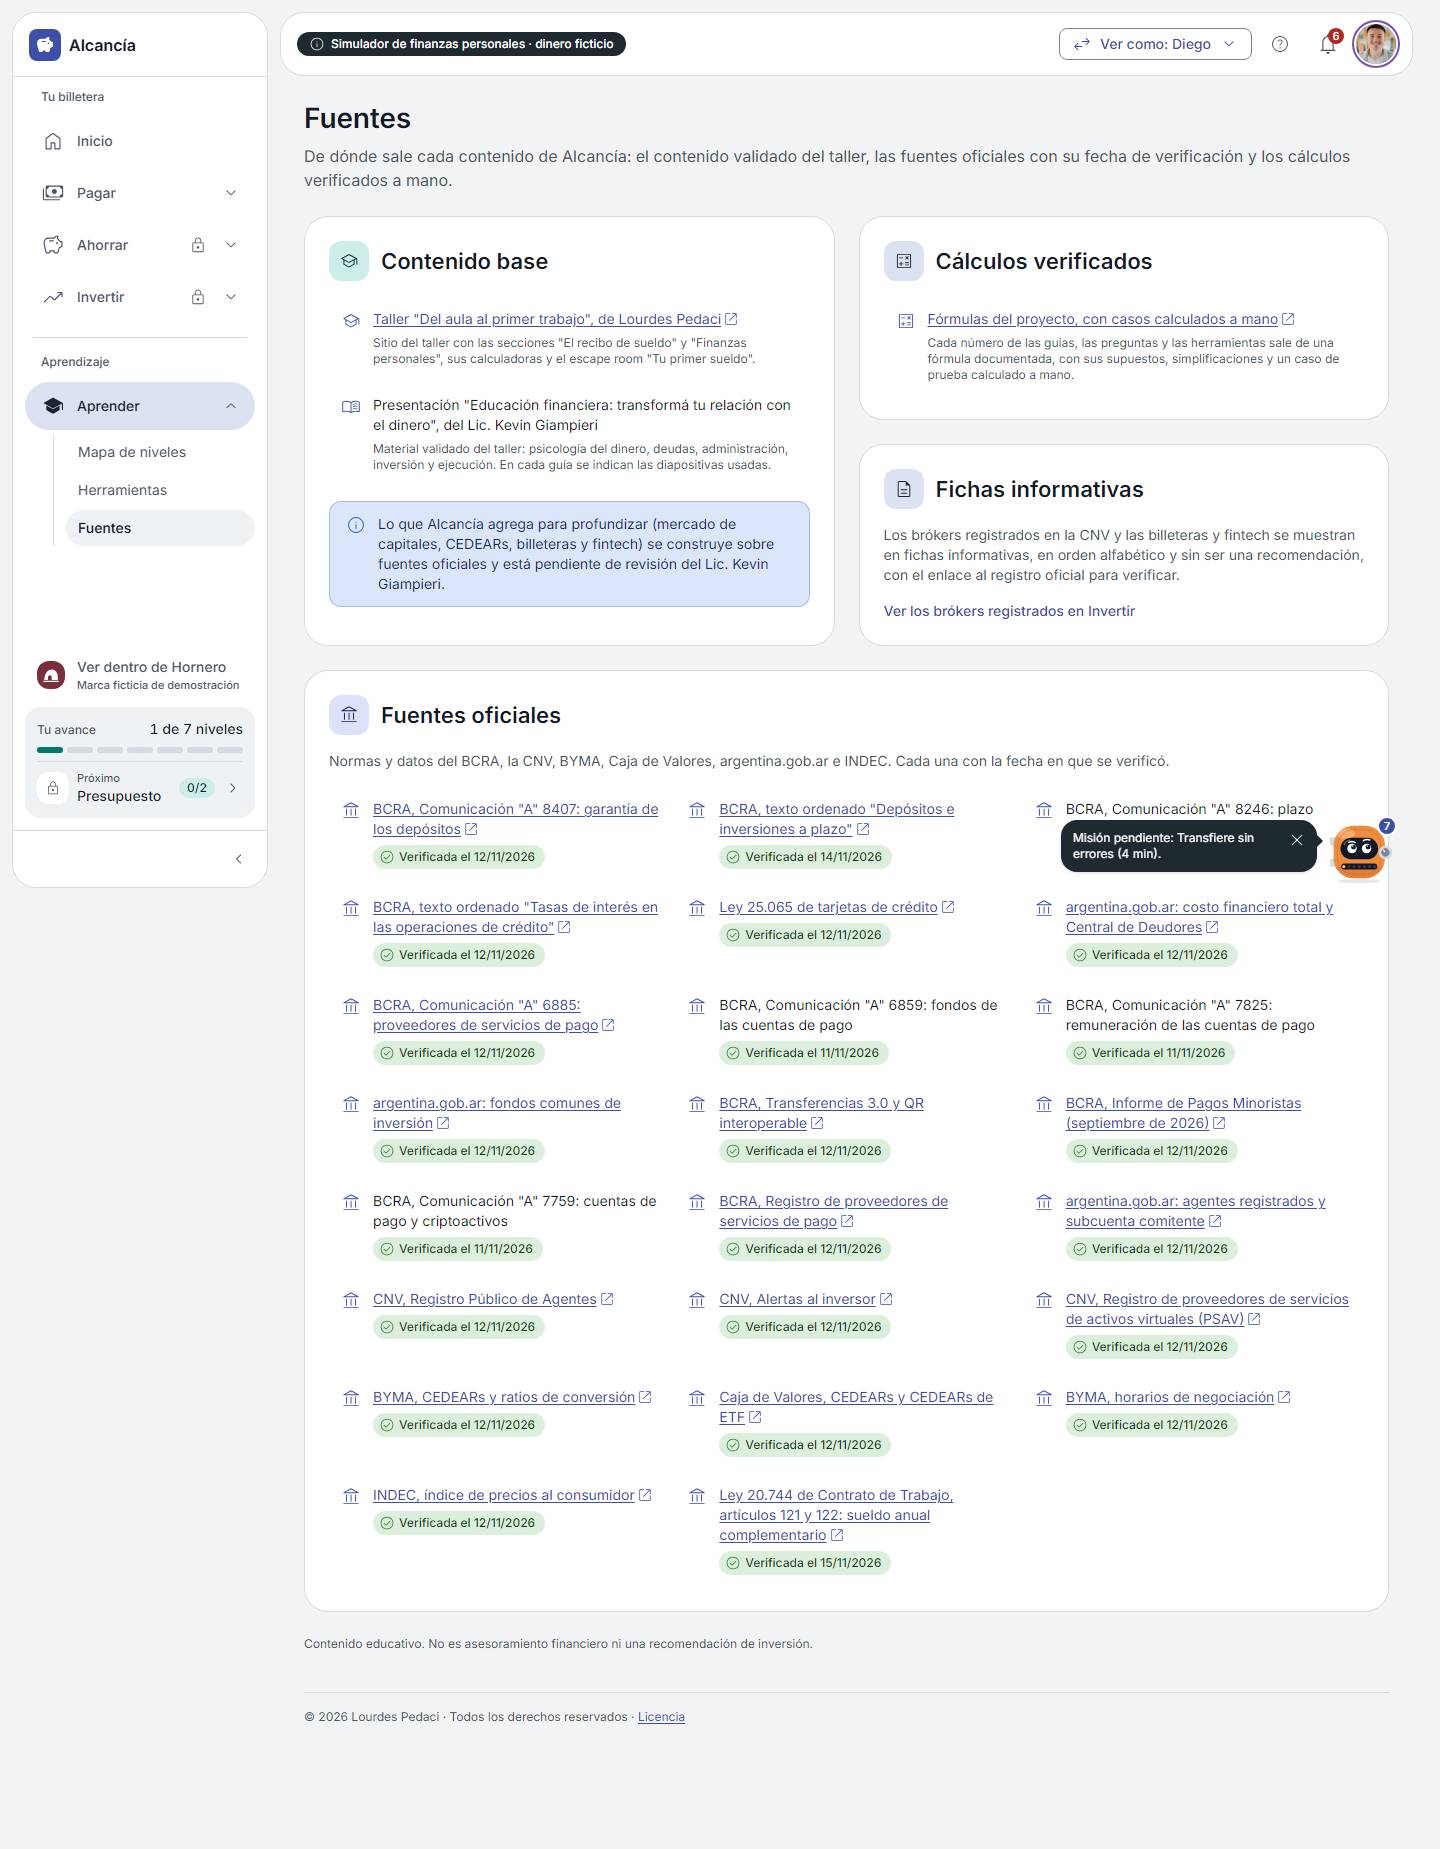 Alcancía
Simulador de finanzas personales · dinero ficticio
Ver como: Diego
6
Tu billetera
Inicio
Pagar
Ahorrar
Invertir
Aprendizaje
Aprender
Mapa de niveles
Herramientas
Fuentes
Ver dentro de Hornero
Marca ficticia de demostración
Tu avance
1 de 7 niveles
Próximo
Presupuesto
0/2
Fuentes
De dónde sale cada contenido de Alcancía: el contenido validado del taller, las fuentes oficiales con su fecha de verificación y los cálculos
verificados a mano.
Contenido base
Taller "Del aula al primer trabajo", de Lourdes Pedaci
Sitio del taller con las secciones "El recibo de sueldo" y "Finanzas
personales", sus calculadoras y el escape room "Tu primer sueldo".
Presentación "Educación financiera: transformá tu relación con
el dinero", del Lic. Kevin Giampieri
Material validado del taller: psicología del dinero, deudas, administración,
inversión y ejecución. En cada guía se indican las diapositivas usadas.
Lo que Alcancía agrega para profundizar (mercado de
capitales, CEDEARs, billeteras y fintech) se construye sobre
fuentes oficiales y está pendiente de revisión del Lic. Kevin
Giampieri.
Cálculos verificados
Fórmulas del proyecto, con casos calculados a mano
Cada número de las guías, las preguntas y las herramientas sale de una
fórmula documentada, con sus supuestos, simplificaciones y un caso de
prueba calculado a mano.
Fichas informativas
Los brókers registrados en la CNV y las billeteras y fintech se muestran
en fichas informativas, en orden alfabético y sin ser una recomendación,
con el enlace al registro oficial para verificar.
Ver los brókers registrados en Invertir
Fuentes oficiales
Normas y datos del BCRA, la CNV, BYMA, Caja de Valores, argentina.gob.ar e INDEC. Cada una con la fecha en que se verificó.
BCRA, Comunicación "A" 8407: garantía de
los depósitos
Verificada el 12/11/2026
BCRA, texto ordenado "Depósitos e
inversiones a plazo"
Verificada el 14/11/2026
BCRA, Comunicación "A" 8246: plazo
Misión pendiente: Transfiere sin
errores (4 min).
7
BCRA, texto ordenado "Tasas de interés en
las operaciones de crédito"
Verificada el 12/11/2026
Ley 25.065 de tarjetas de crédito
Verificada el 12/11/2026
argentina.gob.ar: costo financiero total y
Central de Deudores
Verificada el 12/11/2026
BCRA, Comunicación "A" 6885:
proveedores de servicios de pago
Verificada el 12/11/2026
BCRA, Comunicación "A" 6859: fondos de
las cuentas de pago
Verificada el 11/11/2026
BCRA, Comunicación "A" 7825:
remuneración de las cuentas de pago
Verificada el 11/11/2026
argentina.gob.ar: fondos comunes de
inversión
Verificada el 12/11/2026
BCRA, Transferencias 3.0 y QR
interoperable
Verificada el 12/11/2026
BCRA, Informe de Pagos Minoristas
(septiembre de 2026)
Verificada el 12/11/2026
BCRA, Comunicación "A" 7759: cuentas de
pago y criptoactivos
Verificada el 11/11/2026
BCRA, Registro de proveedores de
servicios de pago
Verificada el 12/11/2026
argentina.gob.ar: agentes registrados y
subcuenta comitente
Verificada el 12/11/2026
CNV, Registro Público de Agentes
Verificada el 12/11/2026
CNV, Alertas al inversor
Verificada el 12/11/2026
CNV, Registro de proveedores de servicios
de activos virtuales (PSAV)
Verificada el 12/11/2026
BYMA, CEDEARs y ratios de conversión
Verificada el 12/11/2026
Caja de Valores, CEDEARs y CEDEARs de
ETF
Verificada el 12/11/2026
BYMA, horarios de negociación
Verificada el 12/11/2026
INDEC, índice de precios al consumidor
Verificada el 12/11/2026
Ley 20.744 de Contrato de Trabajo,
artículos 121 y 122: sueldo anual
complementario
Verificada el 15/11/2026
Contenido educativo. No es asesoramiento financiero ni una recomendación de inversión.
© 2026 Lourdes Pedaci · Todos los derechos reservados · Licencia